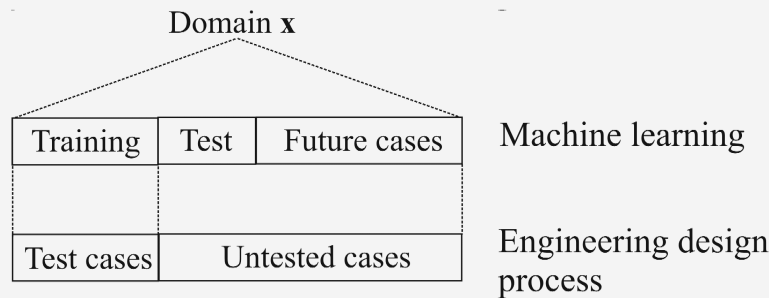 Domain x
Training Test Future cases Machine learning
Test cases Untested cases Engineering design
process